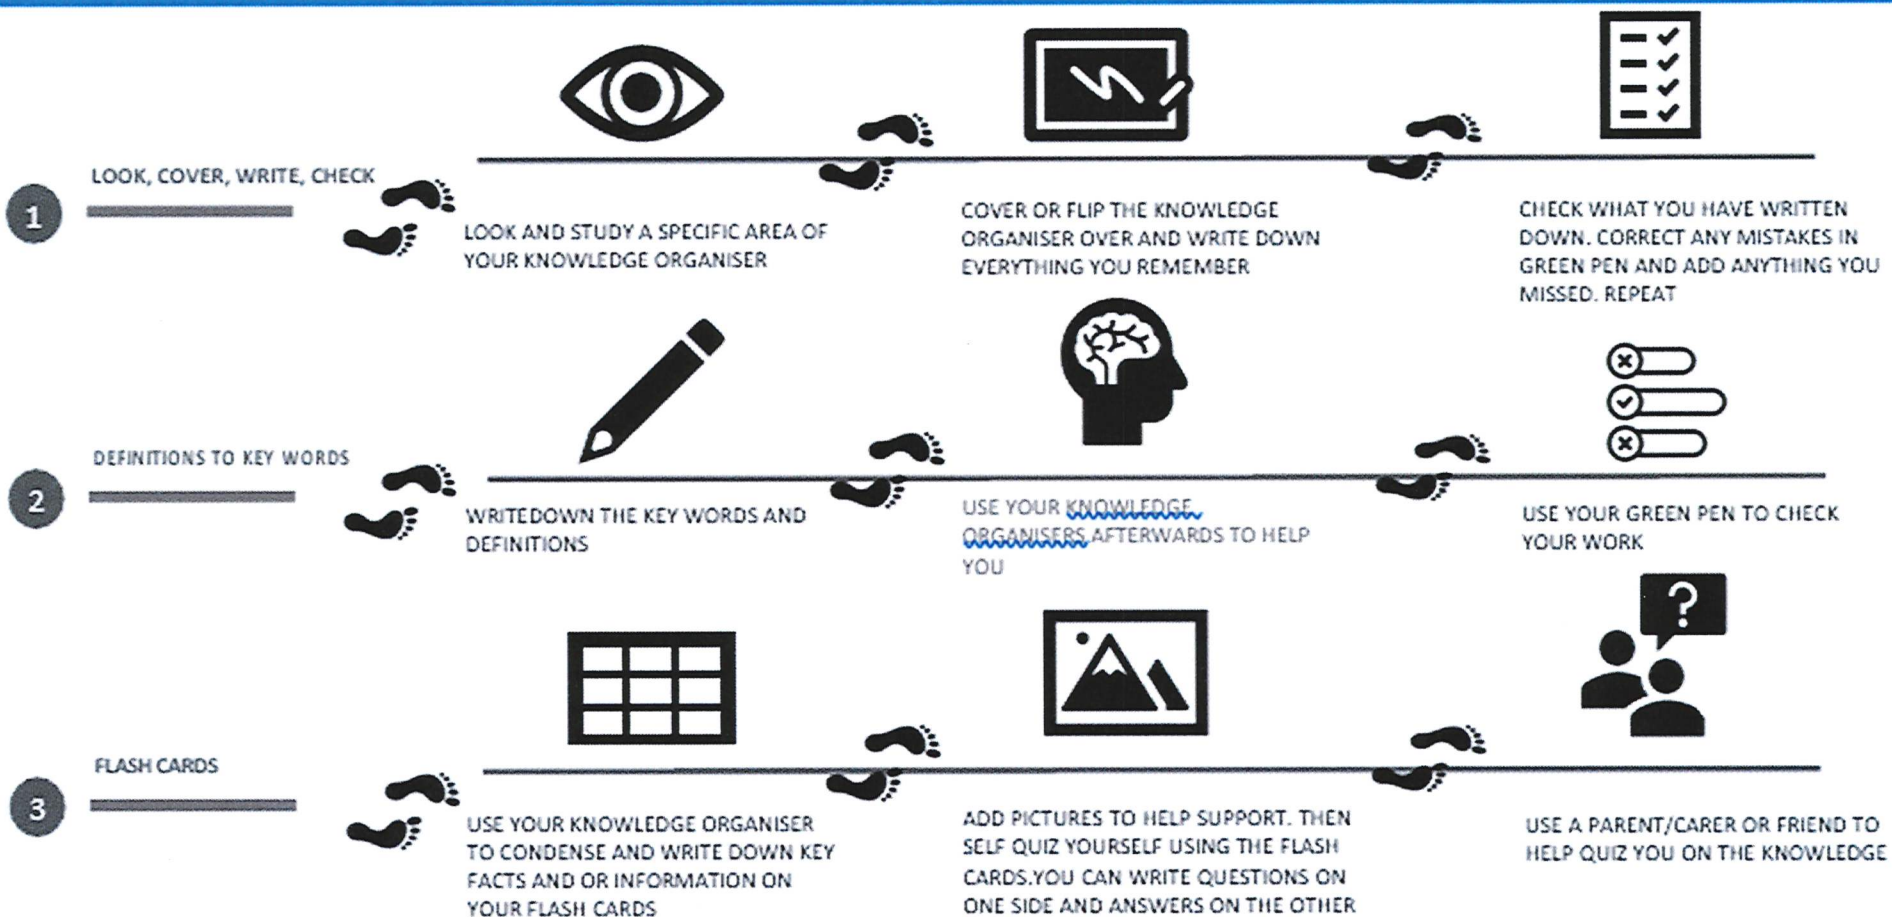 1
LOOK, COVER, WRITE, CHECK
LOOK AND STUDY A SPECIFIC AREA OF
YOUR KNOWLEDGE ORGANISER
COVER OR FLIP THE KNOWLEDGE
ORGANISER OVER AND WRITE DOWN
EVERYTHING YOU REMEMBER
CHECK WHAT YOU HAVE WRITTEN
DOWN. CORRECT ANY MISTAKES IN
GREEN PEN AND ADD ANYTHING YOU
MISSED. REPEAT
2
DEFINITIONS TO KEY WORDS
WRITEDOWN THE KEY WORDS AND
DEFINITIONS
USE YOUR KNOWLEDGE
ORGANISERS AFTERWARDS TO HELP
YOU
USE YOUR GREEN PEN TO CHECK
YOUR WORK
?
3
FLASH CARDS
USE YOUR KNOWLEDGE ORGANISER
TO CONDENSE AND WRITE DOWN KEY
FACTS AND OR INFORMATION ON
YOUR FLASH CARDS
ADD PICTURES TO HELP SUPPORT. THEN
SELF QUIZ YOURSELF USING THE FLASH
CARDS.YOU CAN WRITE QUESTIONS ON
ONE SIDE AND ANSWERS ON THE OTHER
USE A PARENT/CARER OR FRIEND TO
HELP QUIZ YOU ON THE KNOWLEDGE